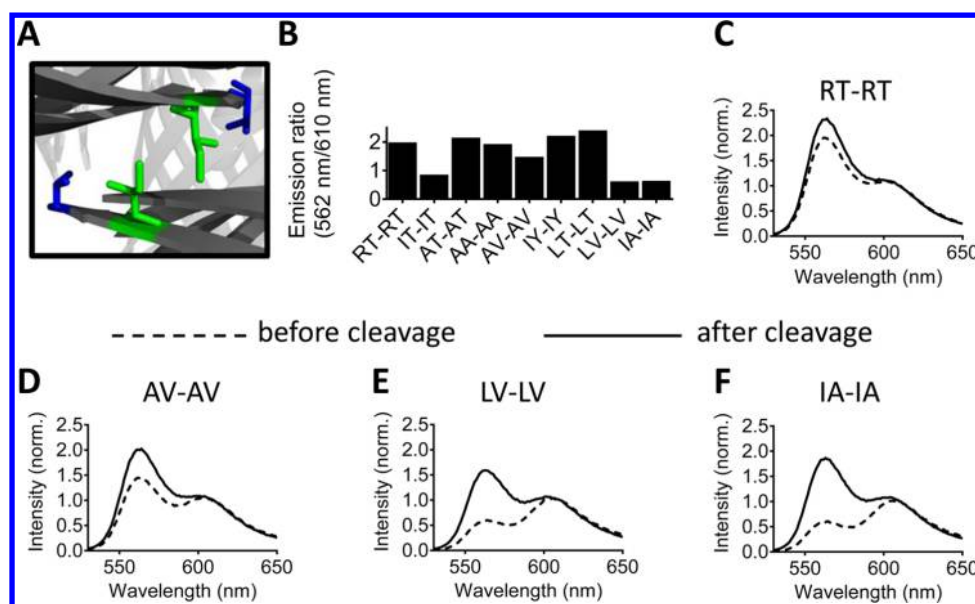 A
B
Emission ratio
(562 nm/610 nm)
2
1
0
RT-RT
IT-IT
AT-AT
AA-AA
AV-AV
IY-IY
LT-LT
LV-LV
IA-IA
C
RT-RT
Intensity (norm.)
2.5
2.0
1.5
1.0
0.5
0.0
550 600 650
Wavelength (nm)
before cleavage
after cleavage
D
AV-AV
Intensity (norm.)
2.5
2.0
1.5
1.0
0.5
0.0
550 600 650
Wavelength (nm)
E
LV-LV
Intensity (norm.)
2.5
2.0
1.5
1.0
0.5
0.0
550 600 650
Wavelength (nm)
F
IA-IA
Intensity (norm.)
2.5
2.0
1.5
1.0
0.5
0.0
550 600 650
Wavelength (nm)